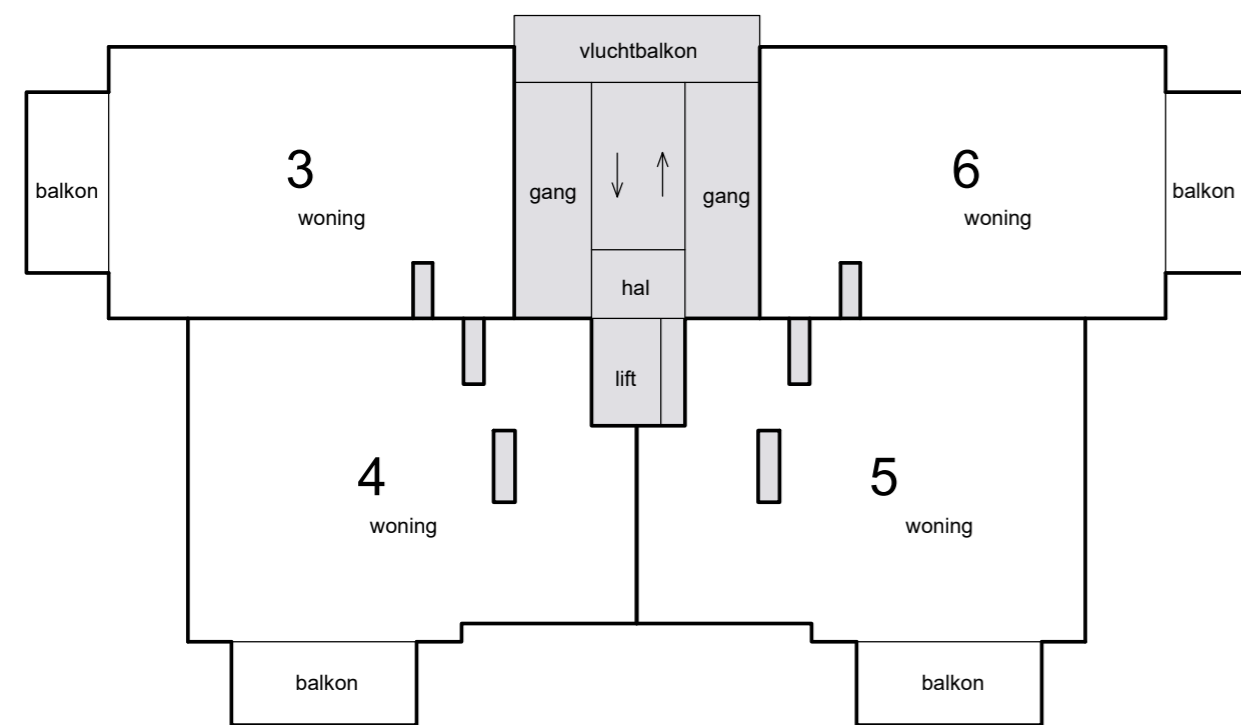 vluchtbalkon
3
woning
balkon
gang
gang
6
woning
balkon
hal
lift
4
woning
5
woning
balkon
balkon